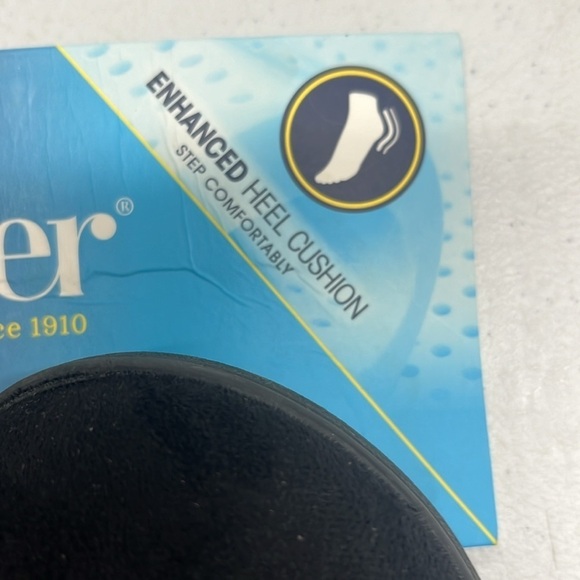 er®
ce 1910
ENHANCED HEEL CUSHION
STEP COMFORTABLY